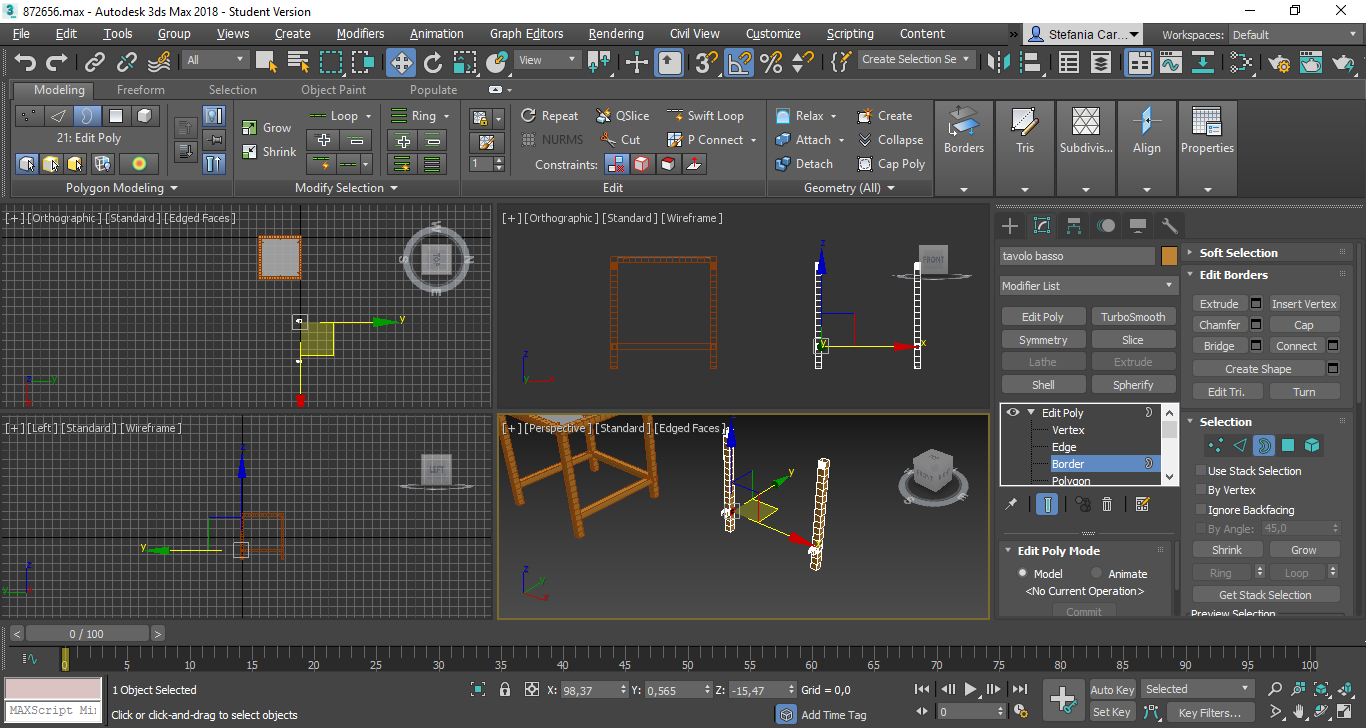 872656.max - Autodesk 3ds Max 2018 - Student Version
File Edit Tools Group Views Create Modifiers Animation Graph Editors Rendering Civil View Customize Scripting Content » Stefania Car... Workspaces: Default
All View Create Selection Se
Modeling Freeform Selection Object Paint Populate
Loop Ring Repeat QSlice Swift Loop Relax Create
21: Edit Poly Grow NURMS Cut P Connect Attach Collapse Borders Tris Subdivis... Align Properties
Shrink 1 Constraints: Detach Cap Poly
Polygon Modeling Modify Selection Edit Geometry (All)
[+] [Orthographic] [Standard] [Edged Faces]
TOP W N E S
y
x y
[+] [Orthographic] [Standard] [Wireframe]
FRONT
z
y x
z
y x
[+] [Left] [Standard] [Wireframe]
LEFT
z
y
z
y
[+] [Perspective] [Standard] [Edged Faces]
FRONT
S E
z
y
z
y
x
tavolo basso
Modifier List
Edit Poly TurboSmooth
Symmetry Slice
Lathe Extrude
Shell Spherify
Edit Poly
Vertex
Edge
Border
Polygon
Edit Poly Mode
Model Animate
<No Current Operation>
Commit
Soft Selection
Edit Borders
Extrude Insert Vertex
Chamfer Cap
Bridge Connect
Create Shape
Edit Tri. Turn
Selection
Use Stack Selection
By Vertex
Ignore Backfacing
By Angle: 45,0
Shrink Grow
Ring Loop
Get Stack Selection
Preview Selection
< 0 / 100 >
0 5 10 15 20 25 30 35 40 45 50 55 60 65 70 75 80 85 90 95 100
1 Object Selected X: 98,37 Y: 0,565 Z: -15,47 Grid = 0,0 Auto Key Selected
MAXScript Mi Click or click-and-drag to select objects Add Time Tag 0 Set Key Key Filters...